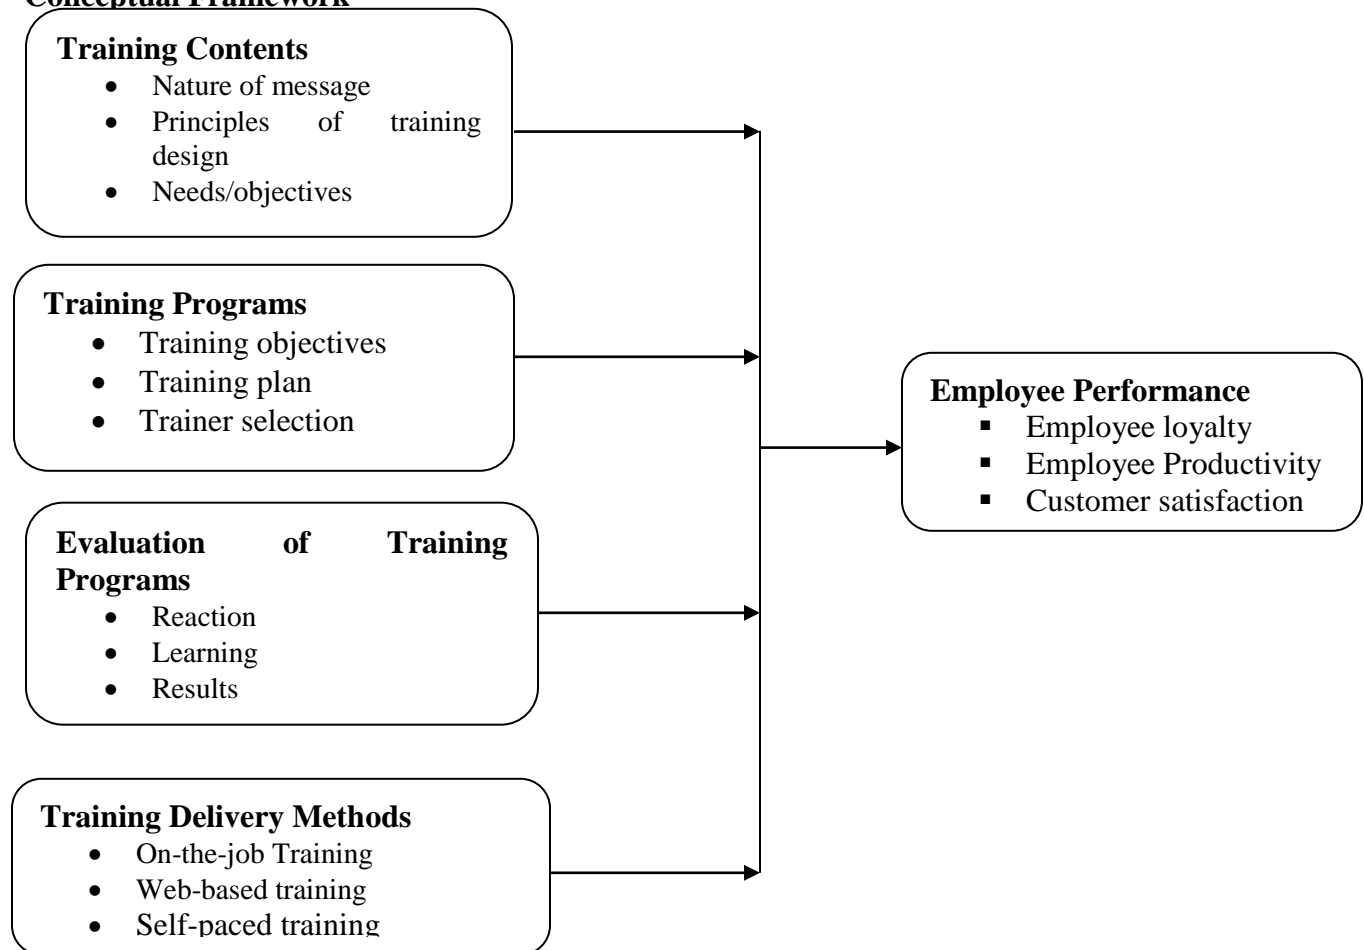 Conceptual Framework
Training Contents
• Nature of message
• Principles of training
design
• Needs/objectives
Training Programs
• Training objectives
• Training plan
• Trainer selection
Evaluation of Training
Programs
• Reaction
• Learning
• Results
Training Delivery Methods
• On-the-job Training
• Web-based training
• Self-paced training
Employee Performance
▪ Employee loyalty
▪ Employee Productivity
▪ Customer satisfaction